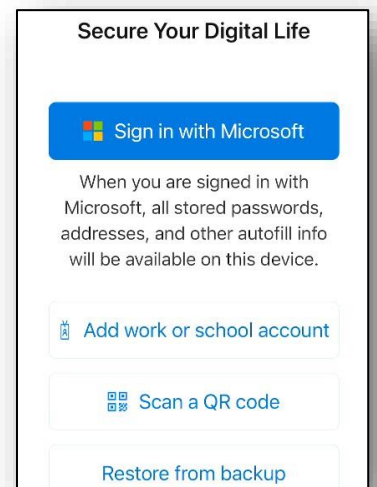 Secure Your Digital Life
Sign in with Microsoft
When you are signed in with
Microsoft, all stored passwords,
addresses, and other autofill info
will be available on this device.
Add work or school account
Scan a QR code
Restore from backup